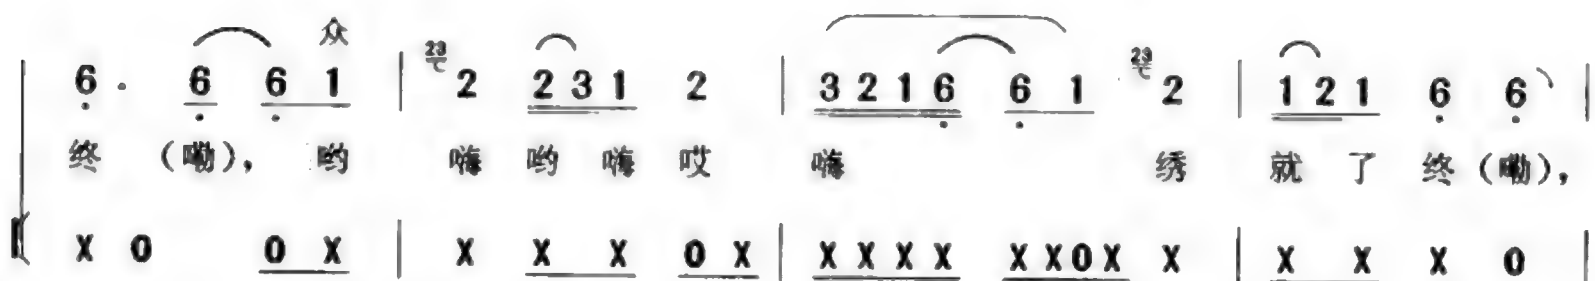 众
6 · 6 6 1 | 23 2 2 3 1 2 | 3 2 1 6 6 1 23 2 | 1 2 1 6 6 |
终 (嘞), 哟 嗨 哟 嗨 哎 嗨 绣 就 了 终 (嘞),
X 0 0 X | X X X 0 X | X X X X X X 0 X X | X X X 0 |